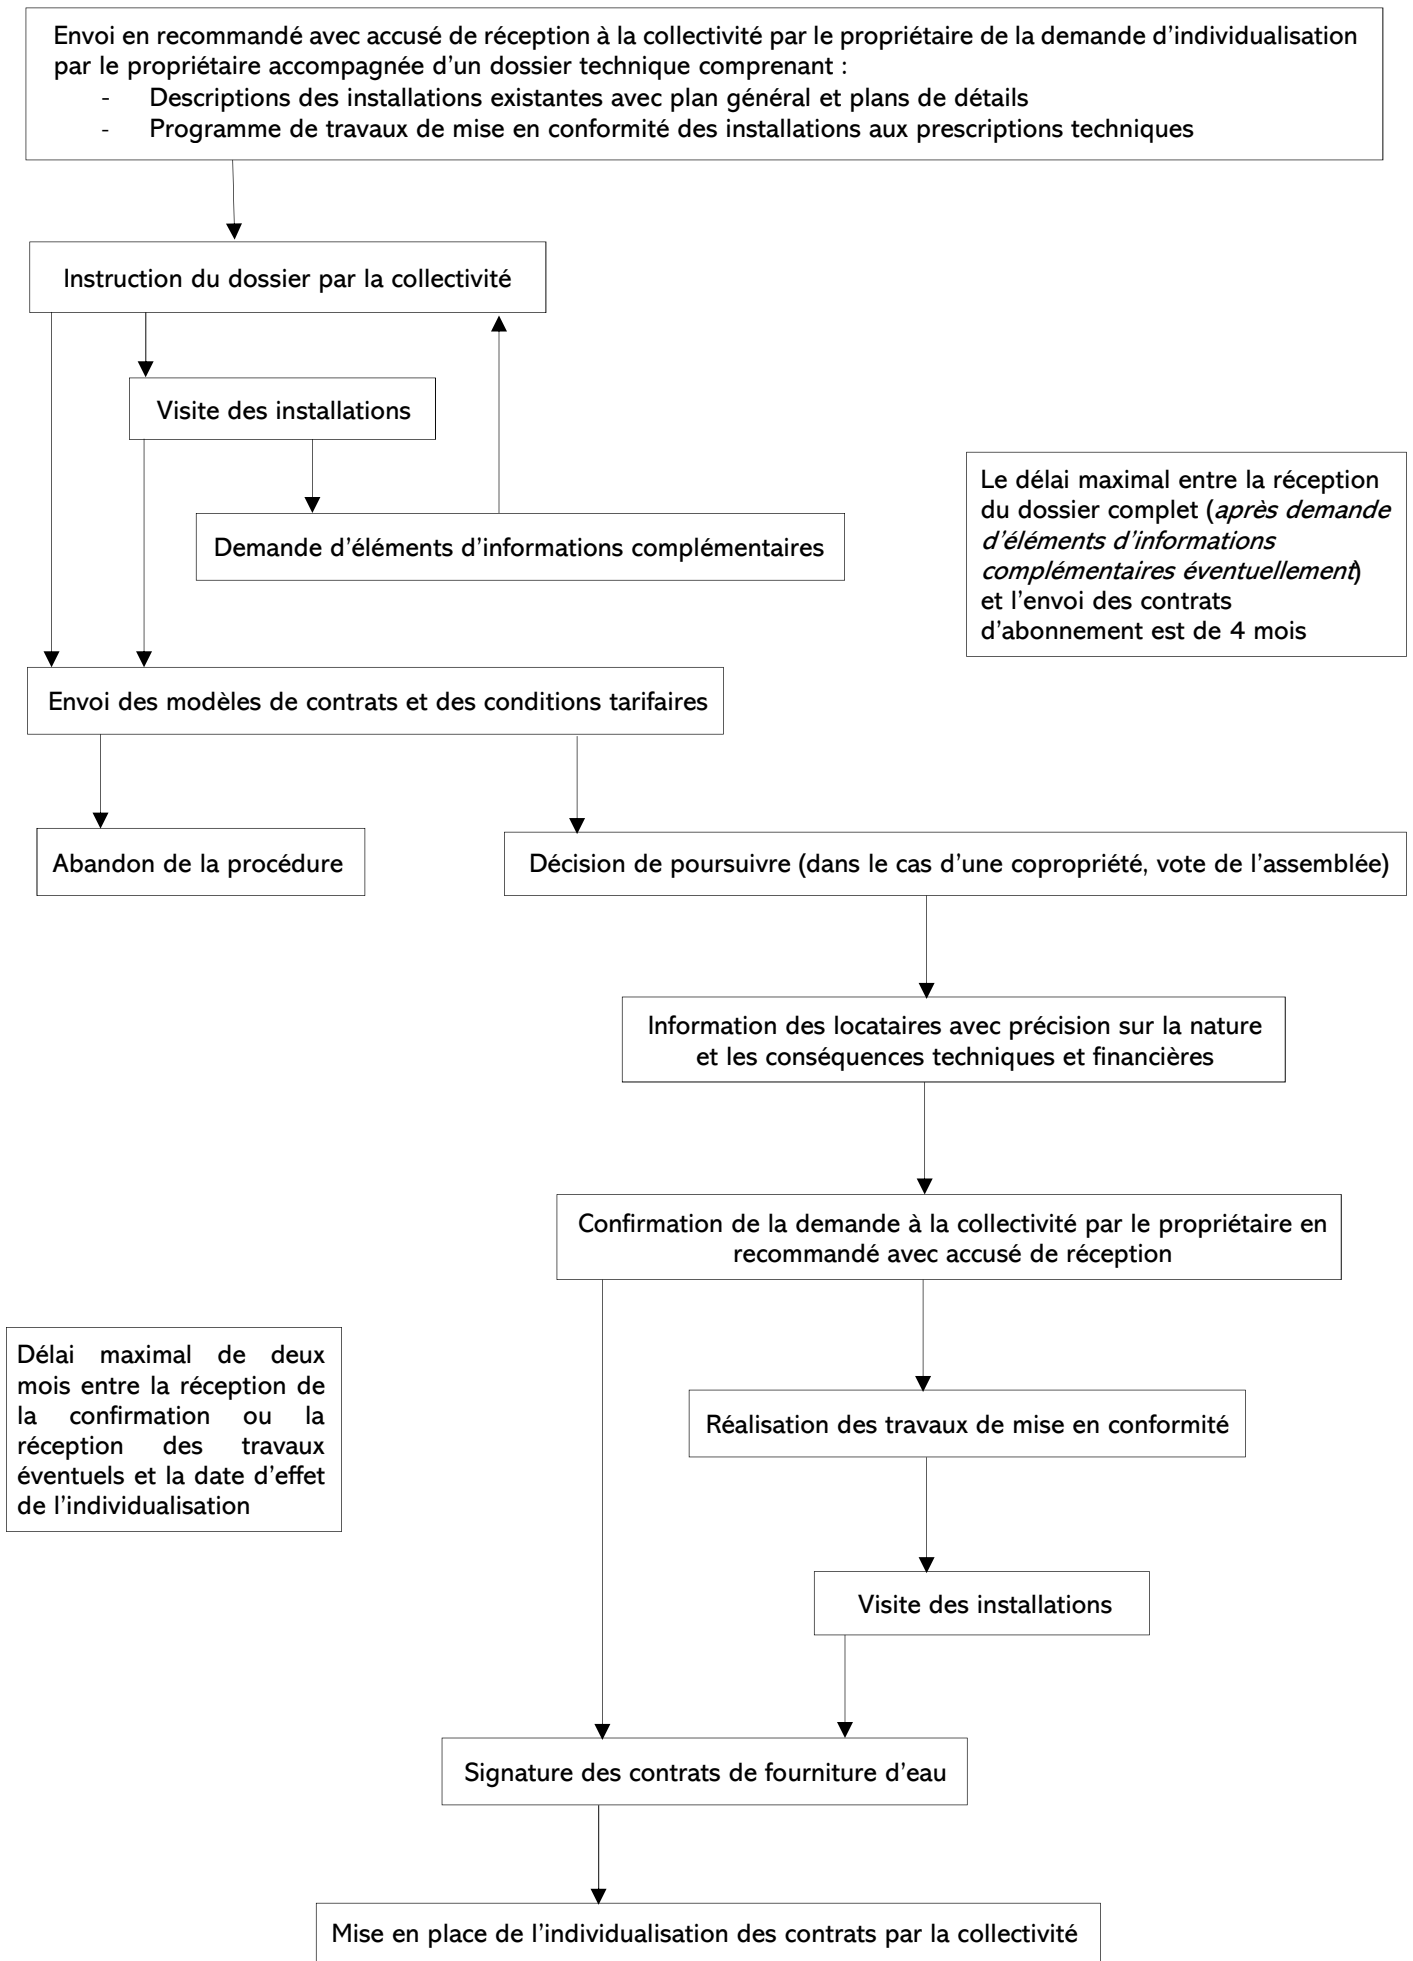 Envoi en recommandé avec accusé de réception à la collectivité par le propriétaire de la demande d'individualisation
par le propriétaire accompagnée d'un dossier technique comprenant :
- Descriptions des installations existantes avec plan général et plans de détails
- Programme de travaux de mise en conformité des installations aux prescriptions techniques
Instruction du dossier par la collectivité
Visite des installations
Demande d'éléments d'informations complémentaires
Le délai maximal entre la réception
du dossier complet (après demande
d'éléments d'informations
complémentaires éventuellement)
et l'envoi des contrats
d'abonnement est de 4 mois
Envoi des modèles de contrats et des conditions tarifaires
Abandon de la procédure
Décision de poursuivre (dans le cas d'une copropriété, vote de l'assemblée)
Information des locataires avec précision sur la nature
et les conséquences techniques et financières
Confirmation de la demande à la collectivité par le propriétaire en
recommandé avec accusé de réception
Délai maximal de deux
mois entre la réception de
la confirmation ou la
réception des travaux
éventuels et la date d'effet
de l'individualisation
Réalisation des travaux de mise en conformité
Visite des installations
Signature des contrats de fourniture d'eau
Mise en place de l'individualisation des contrats par la collectivité